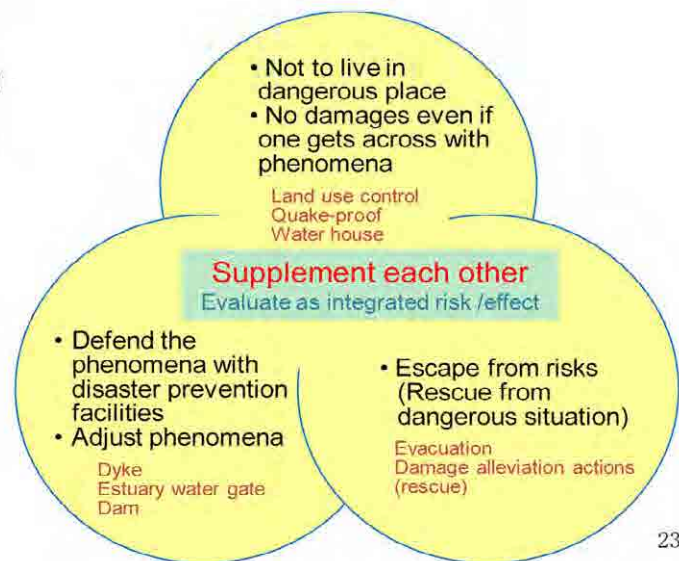 • Not to live in
dangerous place
• No damages even if
one gets across with
phenomena
Land use control
Quake-proof
Water house
Supplement each other
Evaluate as integrated risk /effect
• Defend the
phenomena with
disaster prevention
facilities
• Adjust phenomena
Dyke
Estuary water gate
Dam
• Escape from risks
(Rescue from
dangerous situation)
Evacuation
Damage alleviation actions
(rescue)
23